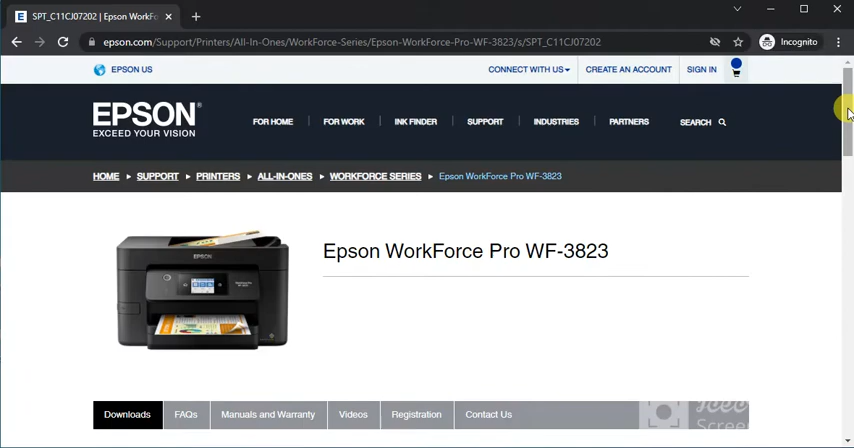 E SPT_C11CJ07202 | Epson WorkF
epson.com/Support/Printers/All-In-Ones/WorkForce-Series/Epson-WorkForce-Pro-WF-3823/s/SPT_C11CJ07202
Incognito
EPSON US
CONNECT WITH US
CREATE AN ACCOUNT
SIGN IN
EPSON®
EXCEED YOUR VISION
FOR HOME
FOR WORK
INK FINDER
SUPPORT
INDUSTRIES
PARTNERS
SEARCH
HOME SUPPORT PRINTERS ALL-IN-ONES WORKFORCE SERIES Epson WorkForce Pro WF-3823
EPSON
Epson WorkForce Pro WF-3823
Downloads
FAQs
Manuals and Warranty
Videos
Registration
Contact Us